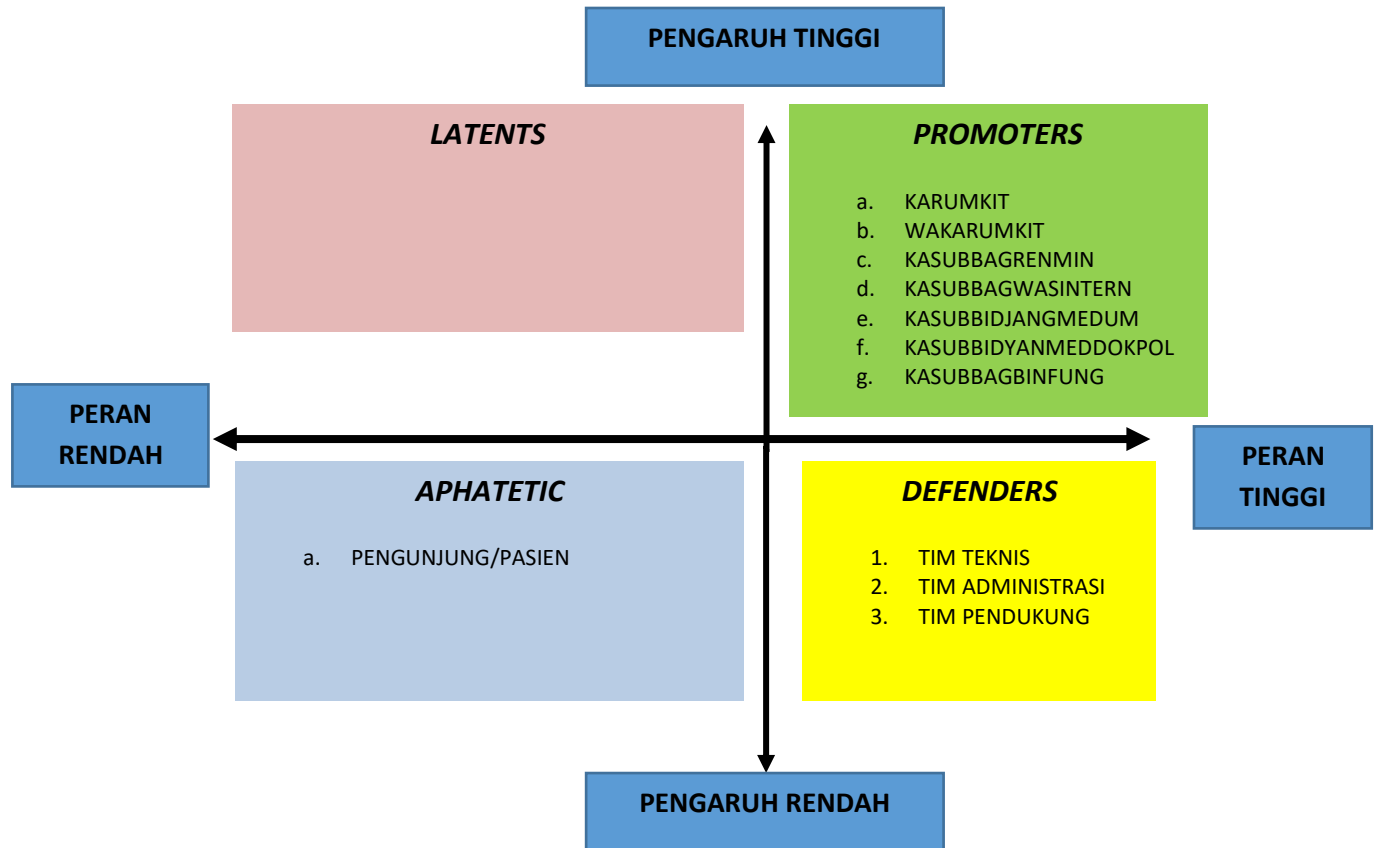 PENGARUH TINGGI
LATENTS
PROMOTERS
a. KARUMKIT
b. WAKARUMKIT
c. KASUBBAGRENMIN
d. KASUBBAGWASINTERN
e. KASUBBIDJANGMEDUM
f. KASUBBIDYANMEDDOKPOL
g. KASUBBAGBINFUNG
PERAN
RENDAH
PERAN
TINGGI
APHATETIC
a. PENGUNJUNG/PASIEN
DEFENDERS
1. TIM TEKNIS
2. TIM ADMINISTRASI
3. TIM PENDUKUNG
PENGARUH RENDAH